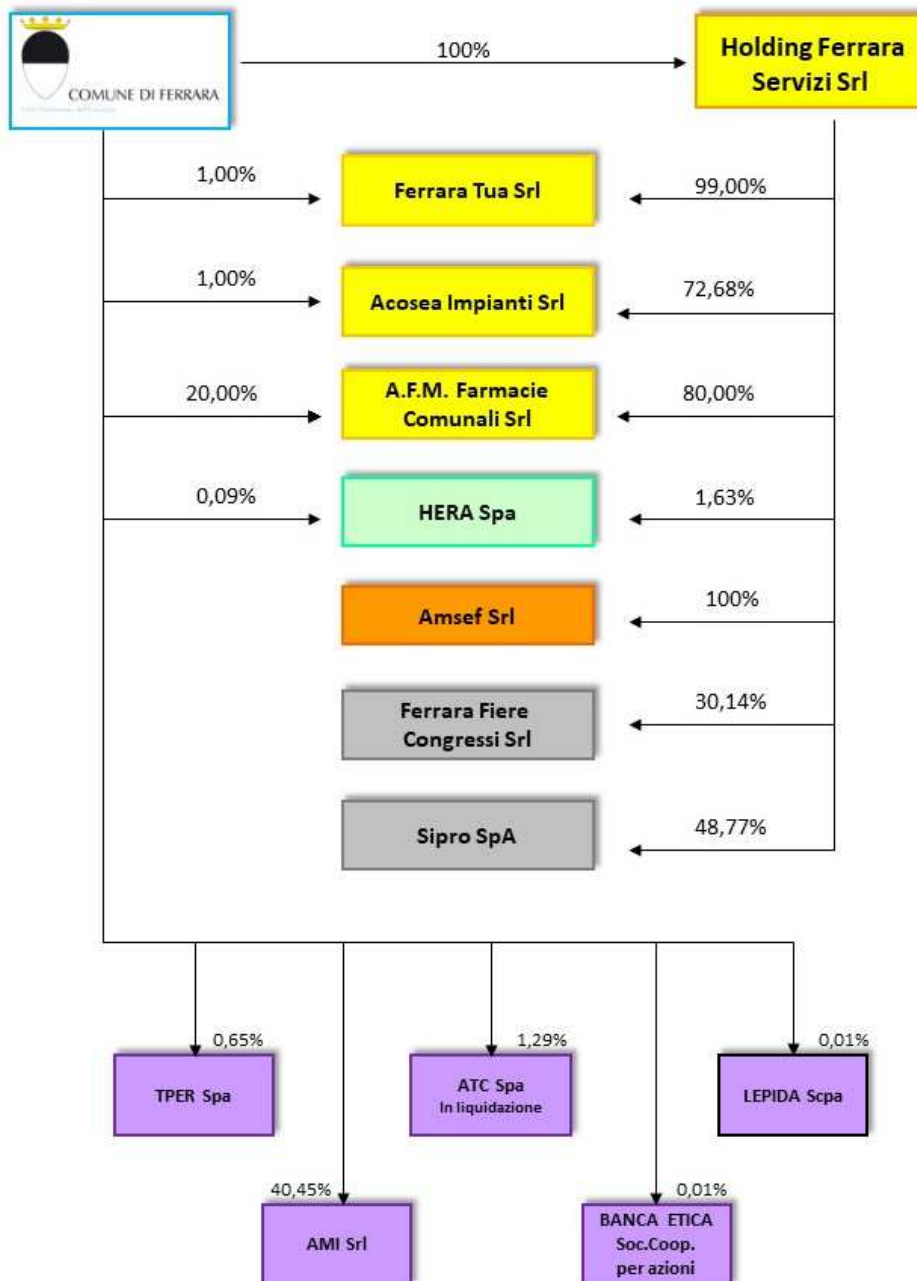 COMUNE DI FERRARA
100%
Holding Ferrara
Servizi Srl
1,00%
Ferrara Tua Srl
99,00%
1,00%
Acosea Impianti Srl
72,68%
20,00%
A.F.M. Farmacie
Comunali Srl
80,00%
0,09%
HERA Spa
1,63%
Amsef Srl
100%
Ferrara Fiere
Congressi Srl
30,14%
Sipro SpA
48,77%
0,65%
TPER Spa
1,29%
ATC Spa
In liquidazione
0,01%
LEPIDA Scpa
40,45%
AMI Srl
0,01%
BANCA ETICA
Soc.Coop.
per azioni